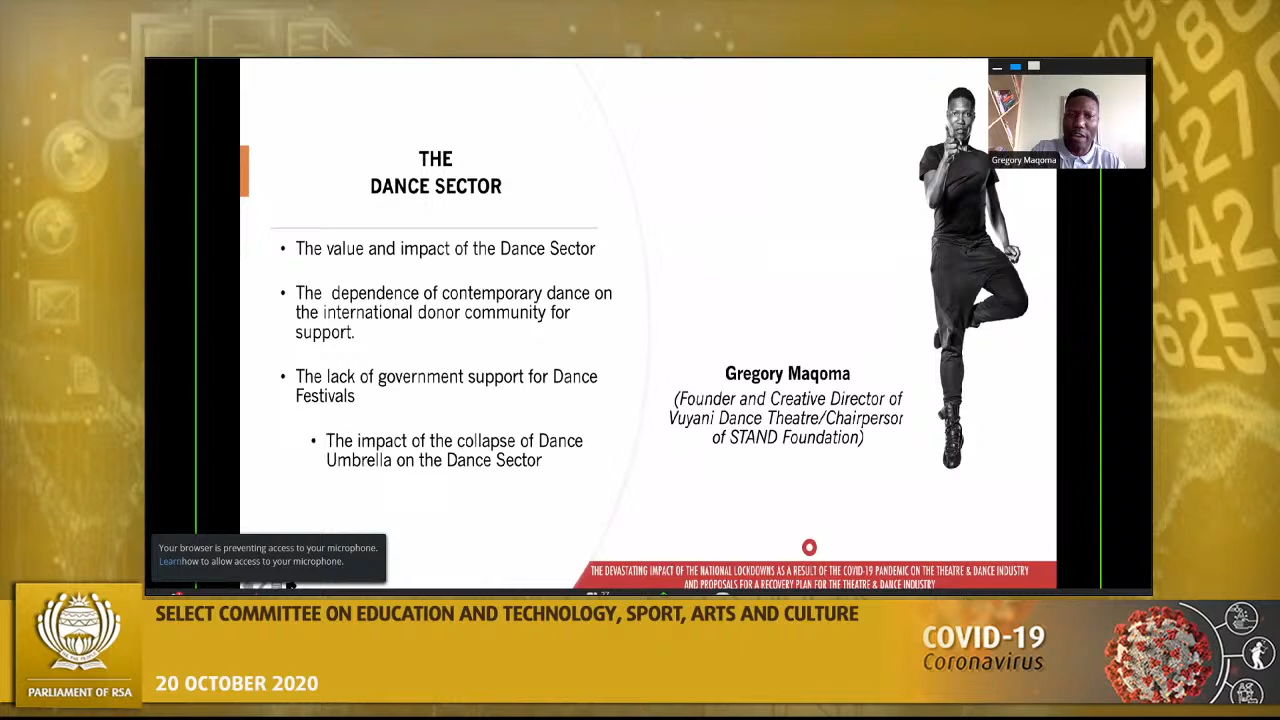 Gregory Maqoma
THE
DANCE SECTOR
• The value and impact of the Dance Sector
• The dependence of contemporary dance on
the international donor community for
support.
• The lack of government support for Dance
Festivals
• The impact of the collapse of Dance
Umbrella on the Dance Sector
Gregory Maqoma
(Founder and Creative Director of
Vuyani Dance Theatre/Chairpersor
of STAND Foundation)
Your browser is preventing access to your microphone.
Learnhow to allow access to your microphone.
THE DEVASTATING IMPACT OF THE NATIONAL LOCKDOWNS AS A RESULT OF THE COVID-19 PANDEMIC ON THE THEATRE & DANCE INDUSTRY
AND PROPOSALS FOR A RECOVERY PLAN FOR THE THEATRE & DANCE INDUSTRY
SELECT COMMITTEE ON EDUCATION AND TECHNOLOGY, SPORT, ARTS AND CULTURE
20 OCTOBER 2020
PARLIAMENT OF RSA
COVID-19
Coronavirus